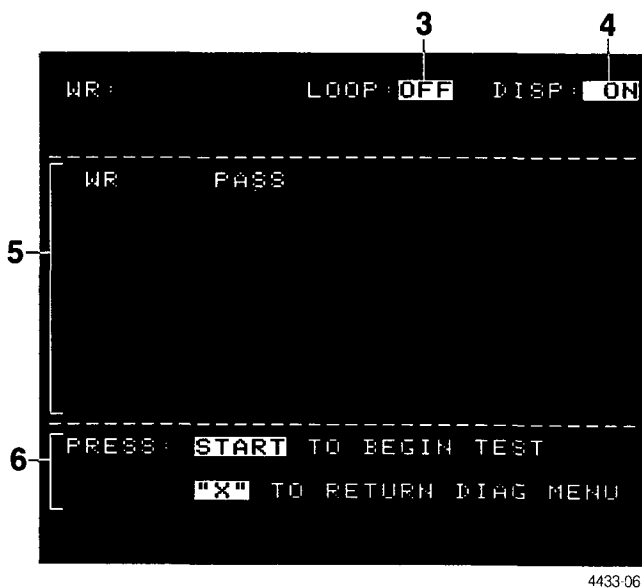 3 4
WR: LOOP:OFF DISP: ON
WR PASS
5
PRESS: START TO BEGIN TEST
6
"X" TO RETURN DIAG MENU
4433-06